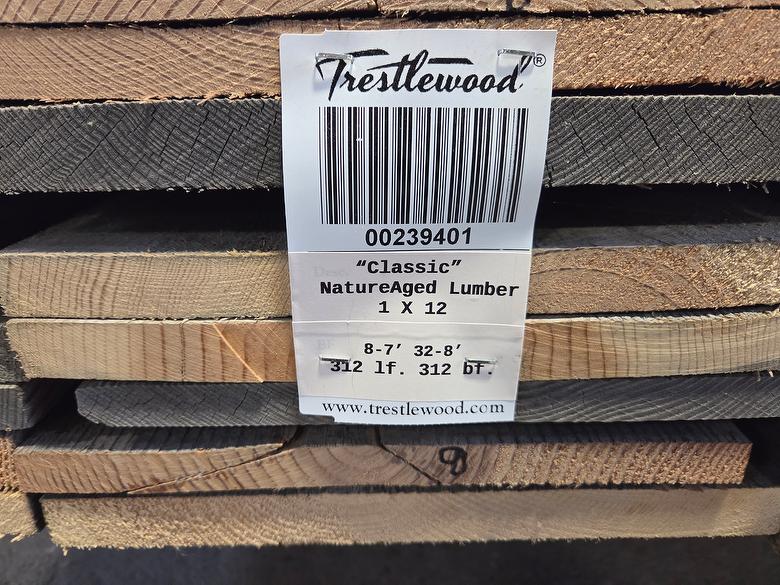 Trestlewood®
00239401
“Classic”
NatureAged Lumber
1 X 12
8-7′ 32-8′
312 lf. 312 bf.
www.trestlewood.com